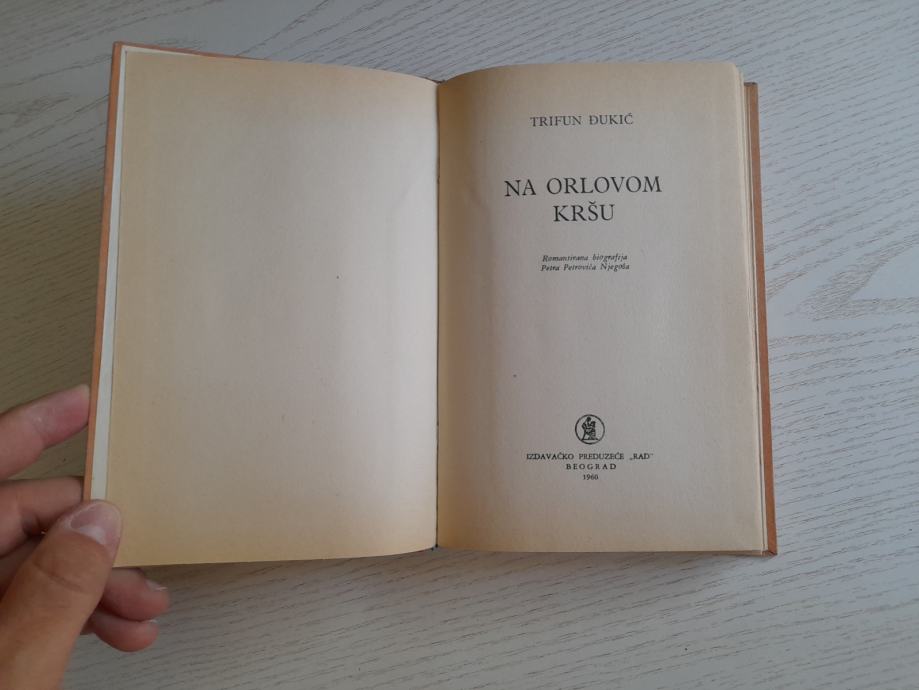 TRIFUN ĐUKIĆ
NA ORLOVOM
KRŠU
Romansirana biografija
Petra Petrovića Njegoša
IZDAVAČKO PREDUZEĆE „RAD”
BEOGRAD
1960